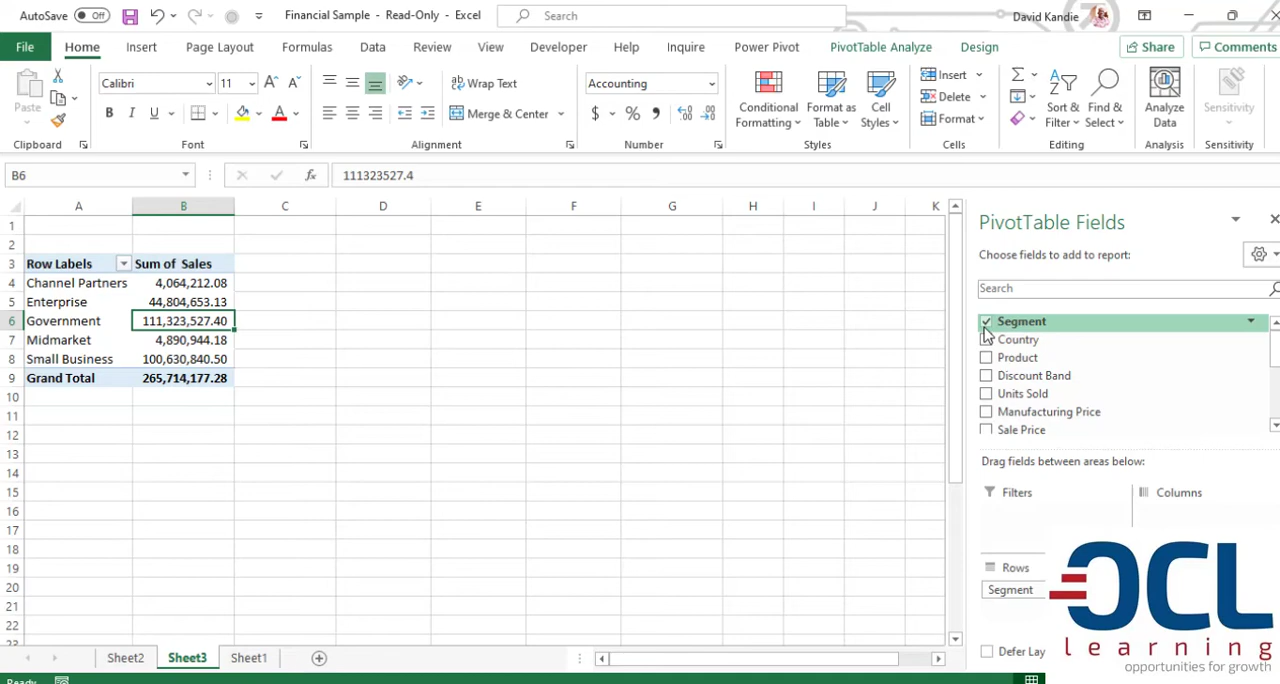 AutoSave Off Financial Sample - Read-Only - Excel Search David Kandie
File Home Insert Page Layout Formulas Data Review View Developer Help Inquire Power Pivot PivotTable Analyze Design Share Comments
Paste Calibri 11 Wrap Text Accounting Insert
B I U Merge & Center $ % Conditional Formatting Format as Table Cell Styles Delete Format Sort & Filter Find & Select Analyze Data Sensitivity
Clipboard Font Alignment Number Styles Cells Editing Analysis Sensitivity
B6 fx 111323527.4
A B C D E F G H I J K
1
2
3 Row Labels Sum of Sales
4 Channel Partners 4,064,212.08
5 Enterprise 44,804,653.13
6 Government 111,323,527.40
7 Midmarket 4,890,944.18
8 Small Business 100,630,840.50
9 Grand Total 265,714,177.28
10
11
12
13
14
15
16
17
18
19
20
21
22
23
PivotTable Fields
Choose fields to add to report:
Search
Segment
Country
Product
Discount Band
Units Sold
Manufacturing Price
Sale Price
Drag fields between areas below:
Filters Columns
Rows
Segment
Defer Lay
OCL
learning
opportunities for growth
Sheet2 Sheet3 Sheet1
Ready